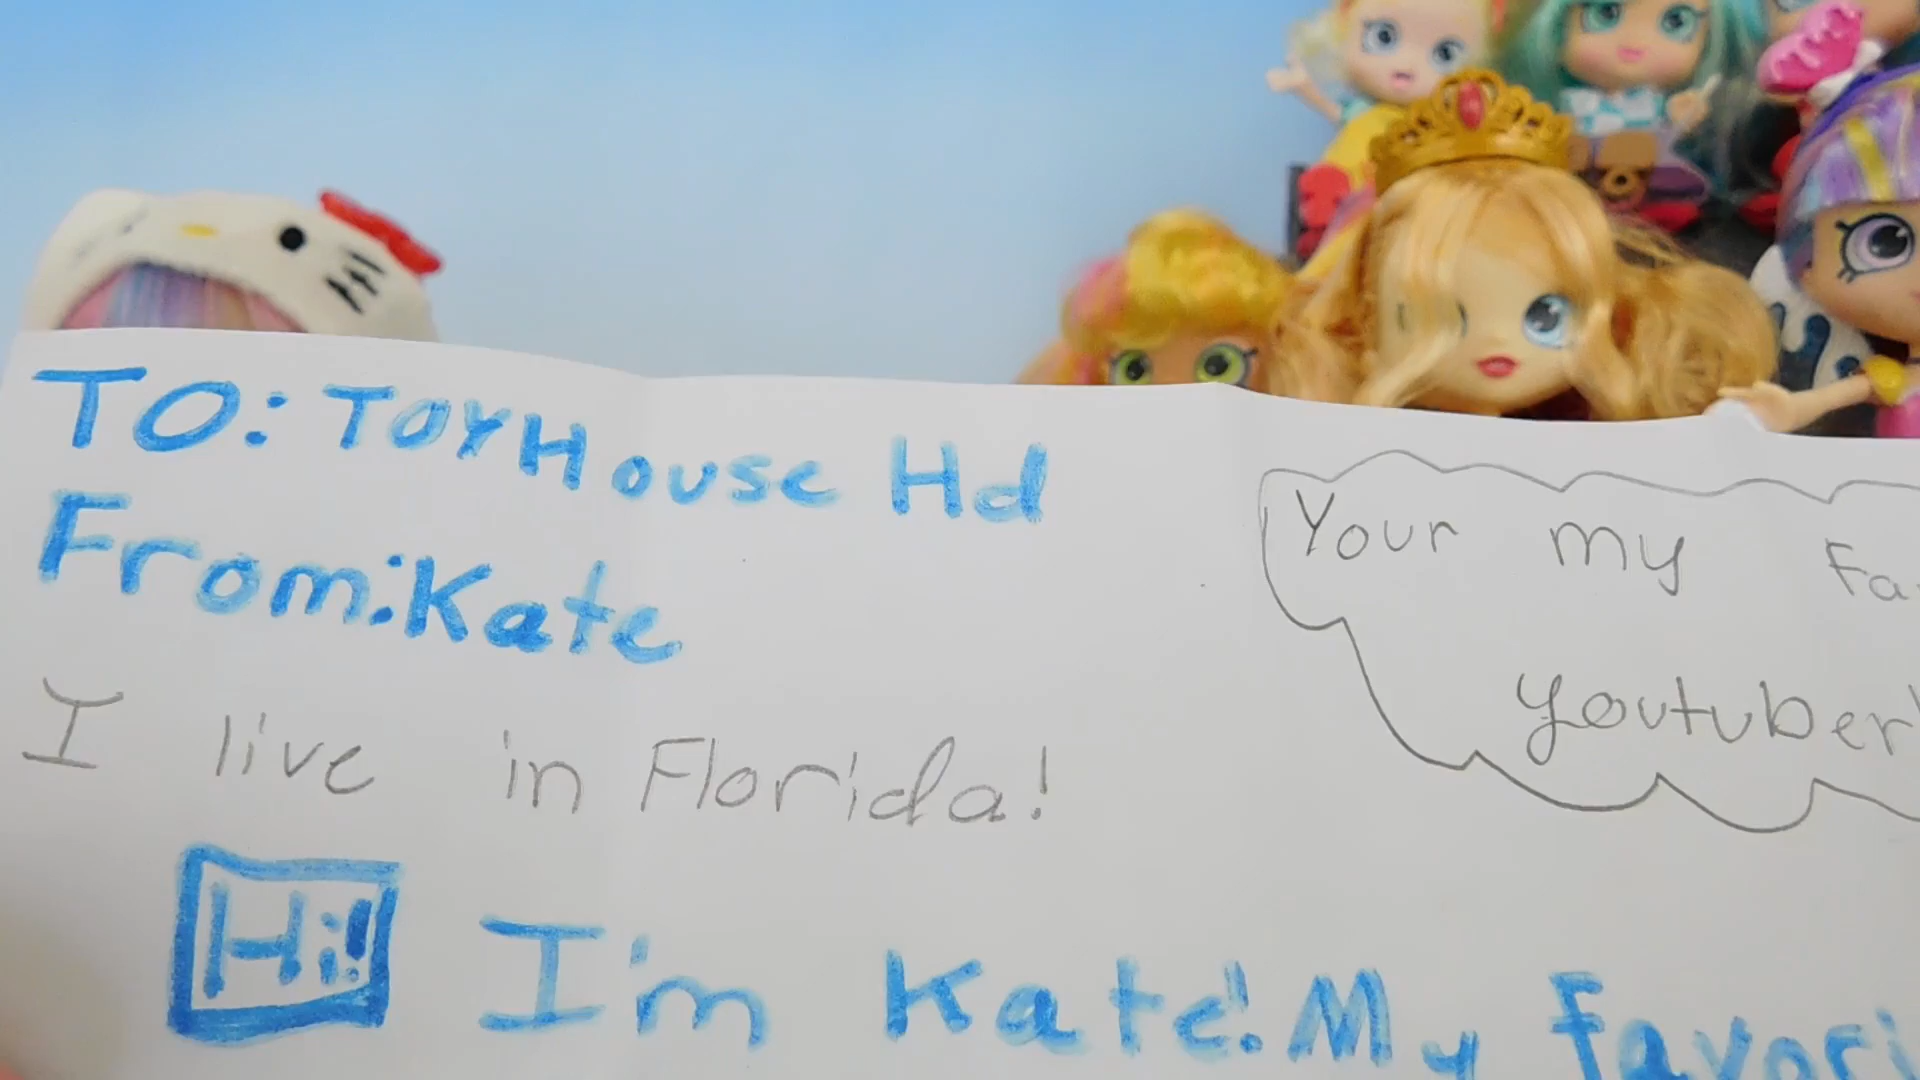 TO: TOYHouse Hd
From: Kate
I live in Florida!
Your my
youtuber
Hi! I'm Kate! My